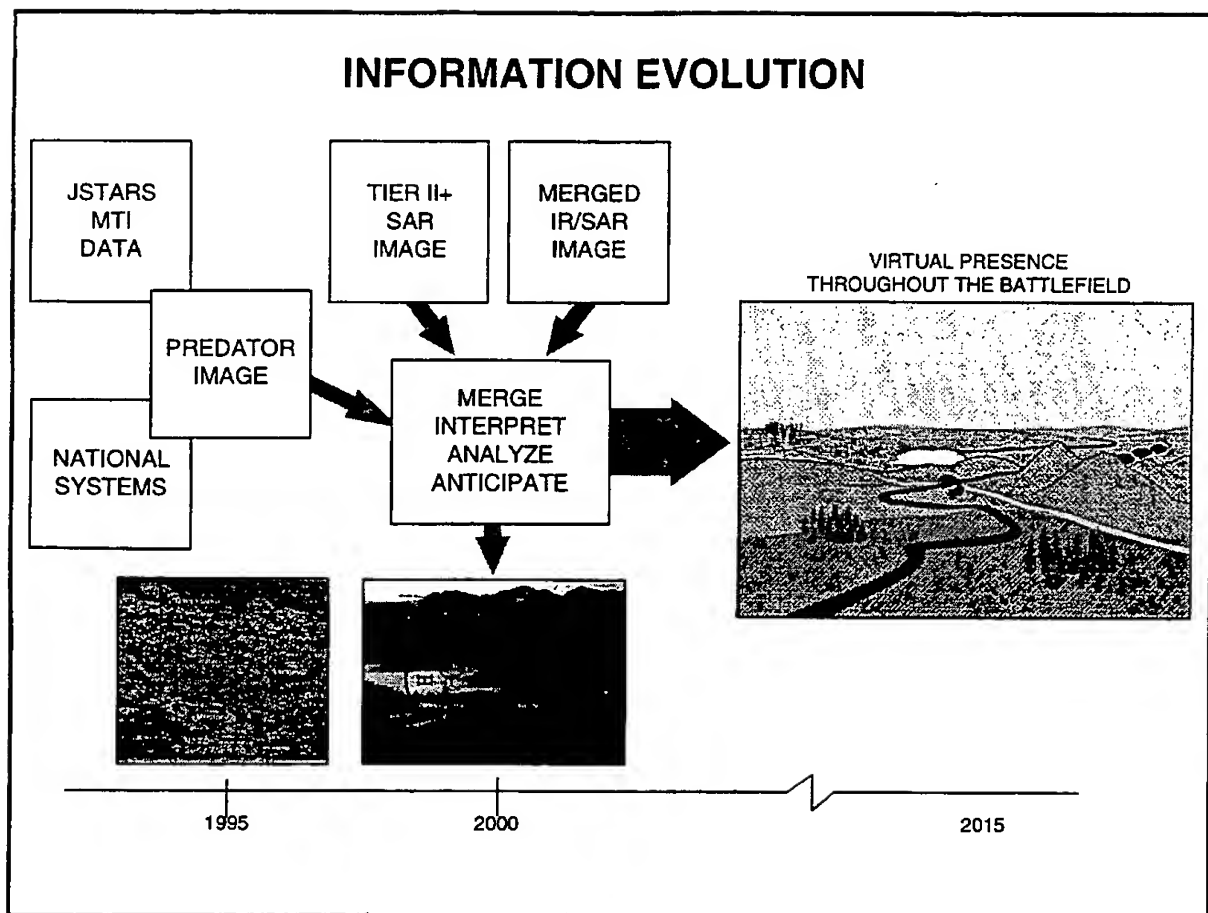 INFORMATION EVOLUTION
JSTARS
MTI
DATA
PREDATOR
IMAGE
NATIONAL
SYSTEMS
TIER II+
SAR
IMAGE
MERGED
IR/SAR
IMAGE
MERGE
INTERPRET
ANALYZE
ANTICIPATE
VIRTUAL PRESENCE
THROUGHOUT THE BATTLEFIELD
1995
2000
2015